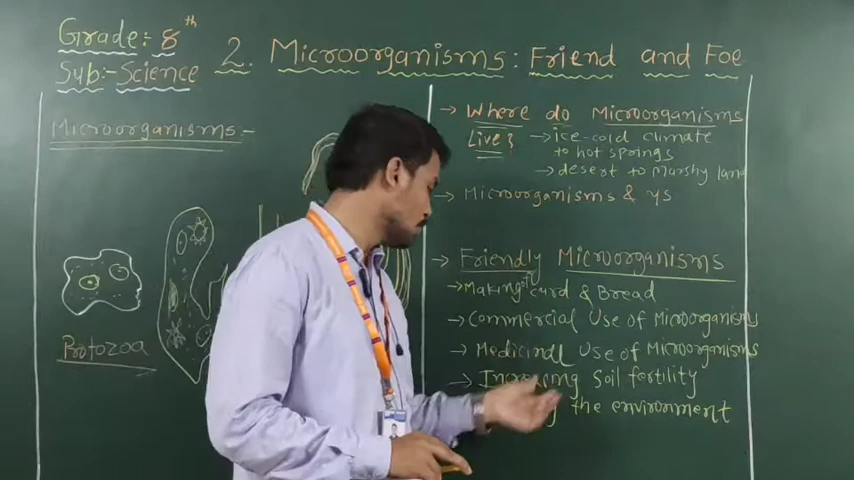 Grade:- 8th
Sub:- Science
2. Microorganisms: Friend and Foe
Microorganisms -
Protozoa
→ Where do Microorganisms
Live? → ice-cold climate
to hot springs
→ desert to Marshy land
→ Microorganisms & ys
→ Friendly Microorganisms
→ Making of curd & Bread
→ Commercial Use of Microorganisms
→ Medicinal Use of Microorganisms
→ Increasing Soil fertility
the environment